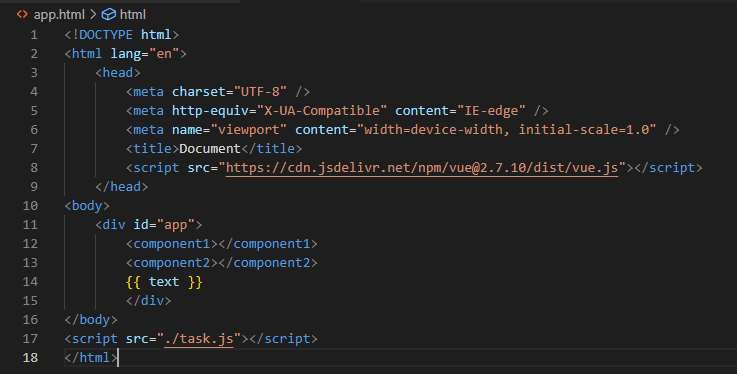 app.html > html
1 <!DOCTYPE html>
2 <html lang="en">
3     <head>
4         <meta charset="UTF-8" />
5         <meta http-equiv="X-UA-Compatible" content="IE-edge" />
6         <meta name="viewport" content="width=device-width, initial-scale=1.0" />
7         <title>Document</title>
8         <script src="https://cdn.jsdelivr.net/npm/vue@2.7.10/dist/vue.js"></script>
9     </head>
10 <body>
11     <div id="app">
12         <component1></component1>
13         <component2></component2>
14         {{ text }}
15         </div>
16 </body>
17 <script src="./task.js"></script>
18 </html>